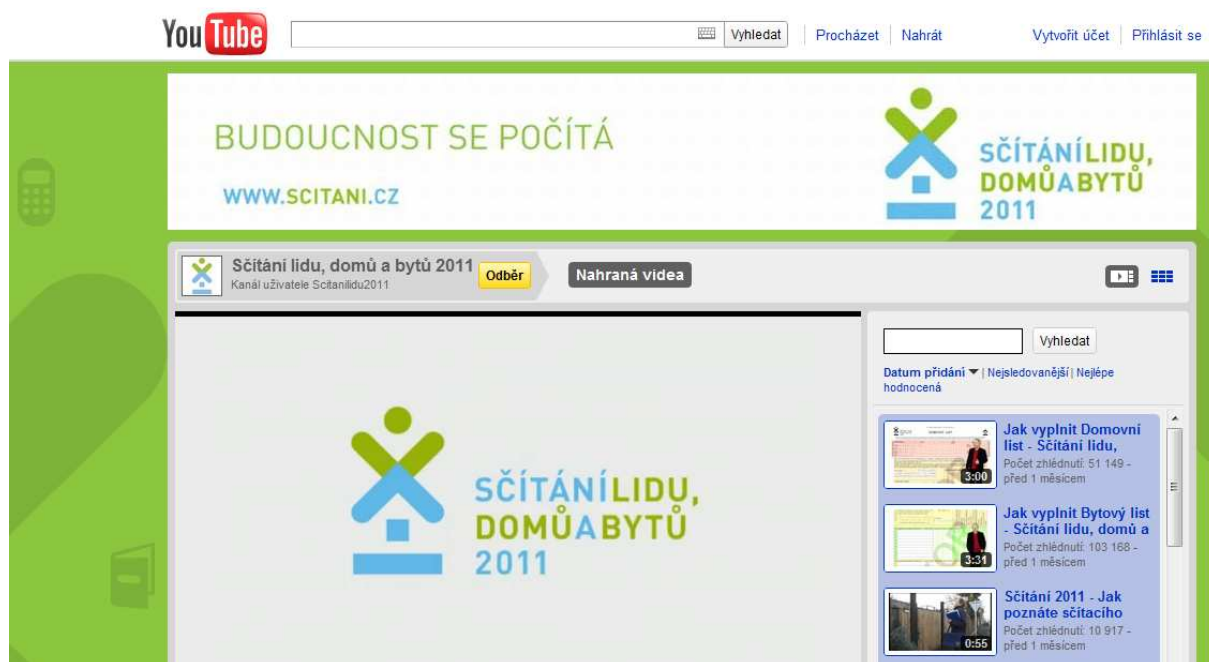 You Tube
Vyhledat
Procházet
Nahrát
Vytvořit účet
Přihlásit se
BUDOUCNOST SE POČÍTÁ
WWW.SCITANI.CZ
SČÍTÁNÍLIDU,
DOMŮABYTŮ
2011
Sčítání lidu, domů a bytů 2011
Kanál uživatele Scitanilidu2011
Odběr
Nahraná videa
SČÍTÁNÍLIDU,
DOMŮABYTŮ
2011
Vyhledat
Datum přidání | Nejsledovanější | Nejlépe
hodnocená
Jak vyplnit Domovní
list - Sčítání lidu,
Počet zhlédnutí: 51 149 -
před 1 měsícem
3:00
Jak vyplnit Bytový list
- Sčítání lidu, domů a
Počet zhlédnutí: 103 168 -
před 1 měsícem
3:31
Sčítání 2011 - Jak
poznáte sčítacího
Počet zhlédnutí: 10 917 -
před 1 měsícem
0:55